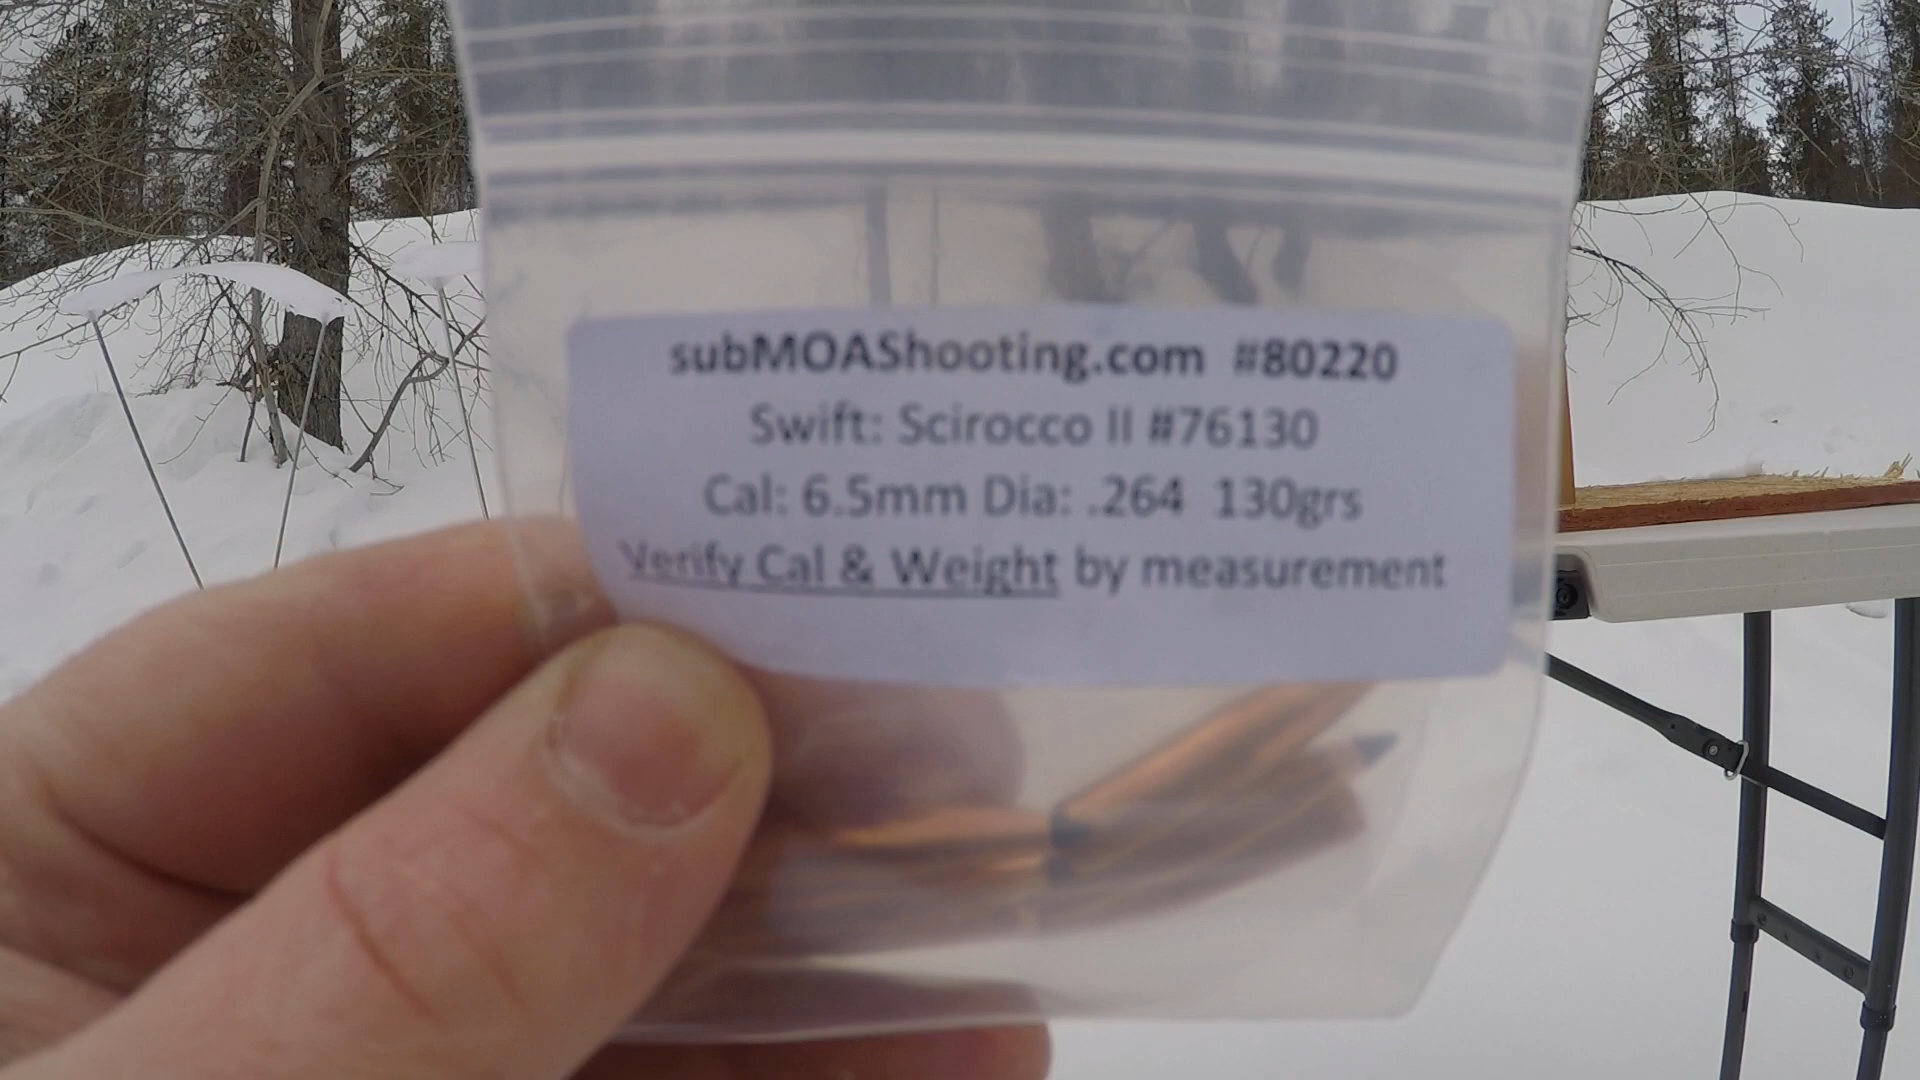 subMOAShooting.com #80220
Swift: Scirocco II #76130
Cal: 6.5mm Dia: .264 130grs
Verify Cal & Weight by measurement